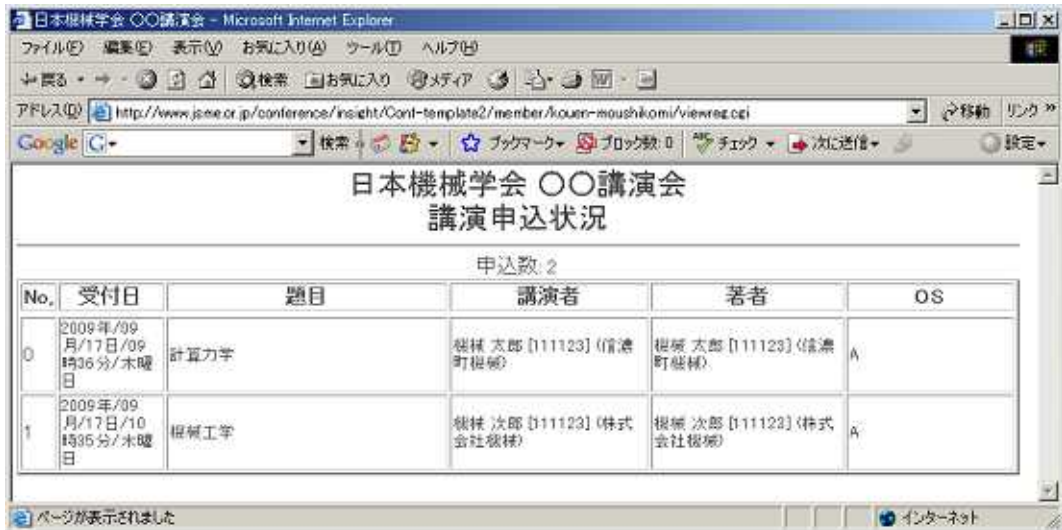 日本機械学会 〇〇講演会 - Microsoft Internet Explorer
ファイル(F) 編集(E) 表示(V) お気に入り(A) ツール(T) ヘルプ(H)
戻る 検索 お気に入り メディア
アドレス(D) http://www.jsme.or.jp/conference/insight/Conf-template2/member/kouen-moushikomi/viewreg.cgi 移動 リンク »
Google G 検索 ブックマーク ブロック数: 0 チェック 次に送信 設定
日本機械学会 〇〇講演会
講演申込状況
申込数: 2
No. 受付日 題目 講演者 著者 OS
0 2009年/09月/17日/09時36分/木曜日 計算力学 機械 太郎 [111123] (信濃町機械) 機械 太郎 [111123] (信濃町機械) A
1 2009年/09月/17日/10時35分/木曜日 機械工学 機械 次郎 [111123] (株式会社機械) 機械 次郎 [111123] (株式会社機械) A
ページが表示されました インターネット